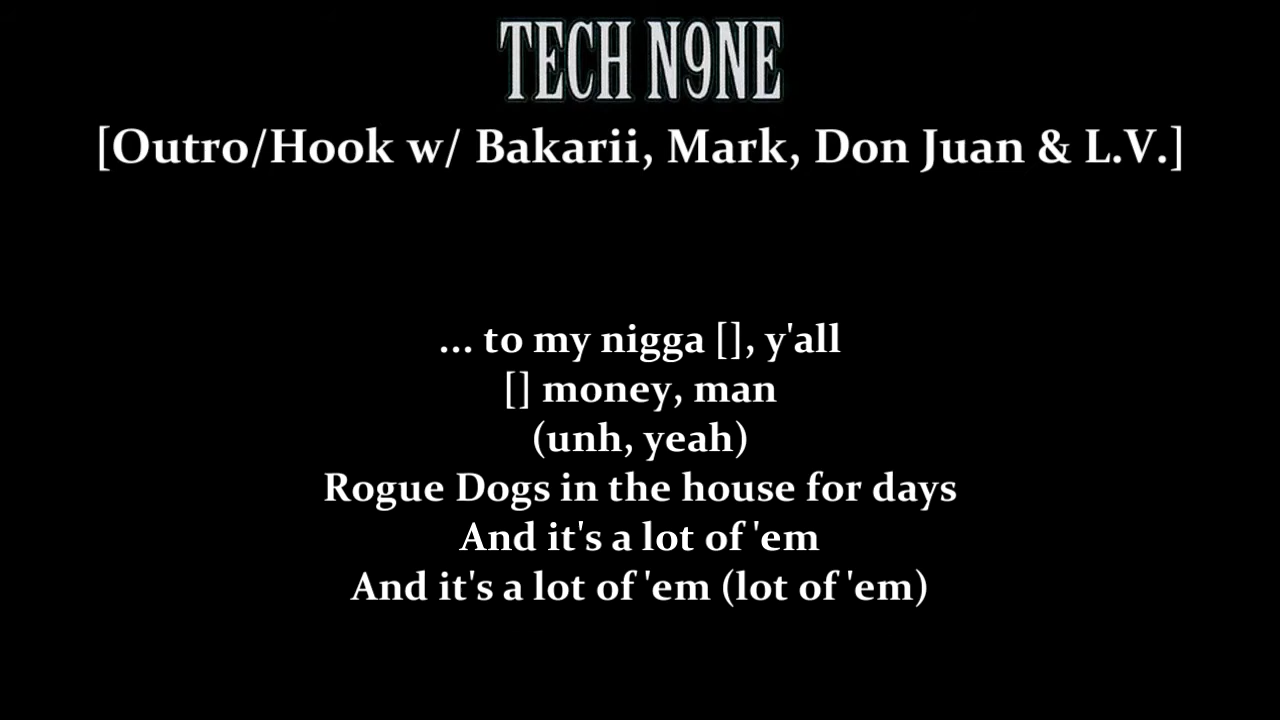 TECH N9NE
[Outro/Hook w/ Bakarii, Mark, Don Juan & L.V.]
... to my nigga [], y'all
[] money, man
(unh, yeah)
Rogue Dogs in the house for days
And it's a lot of 'em
And it's a lot of 'em (lot of 'em)